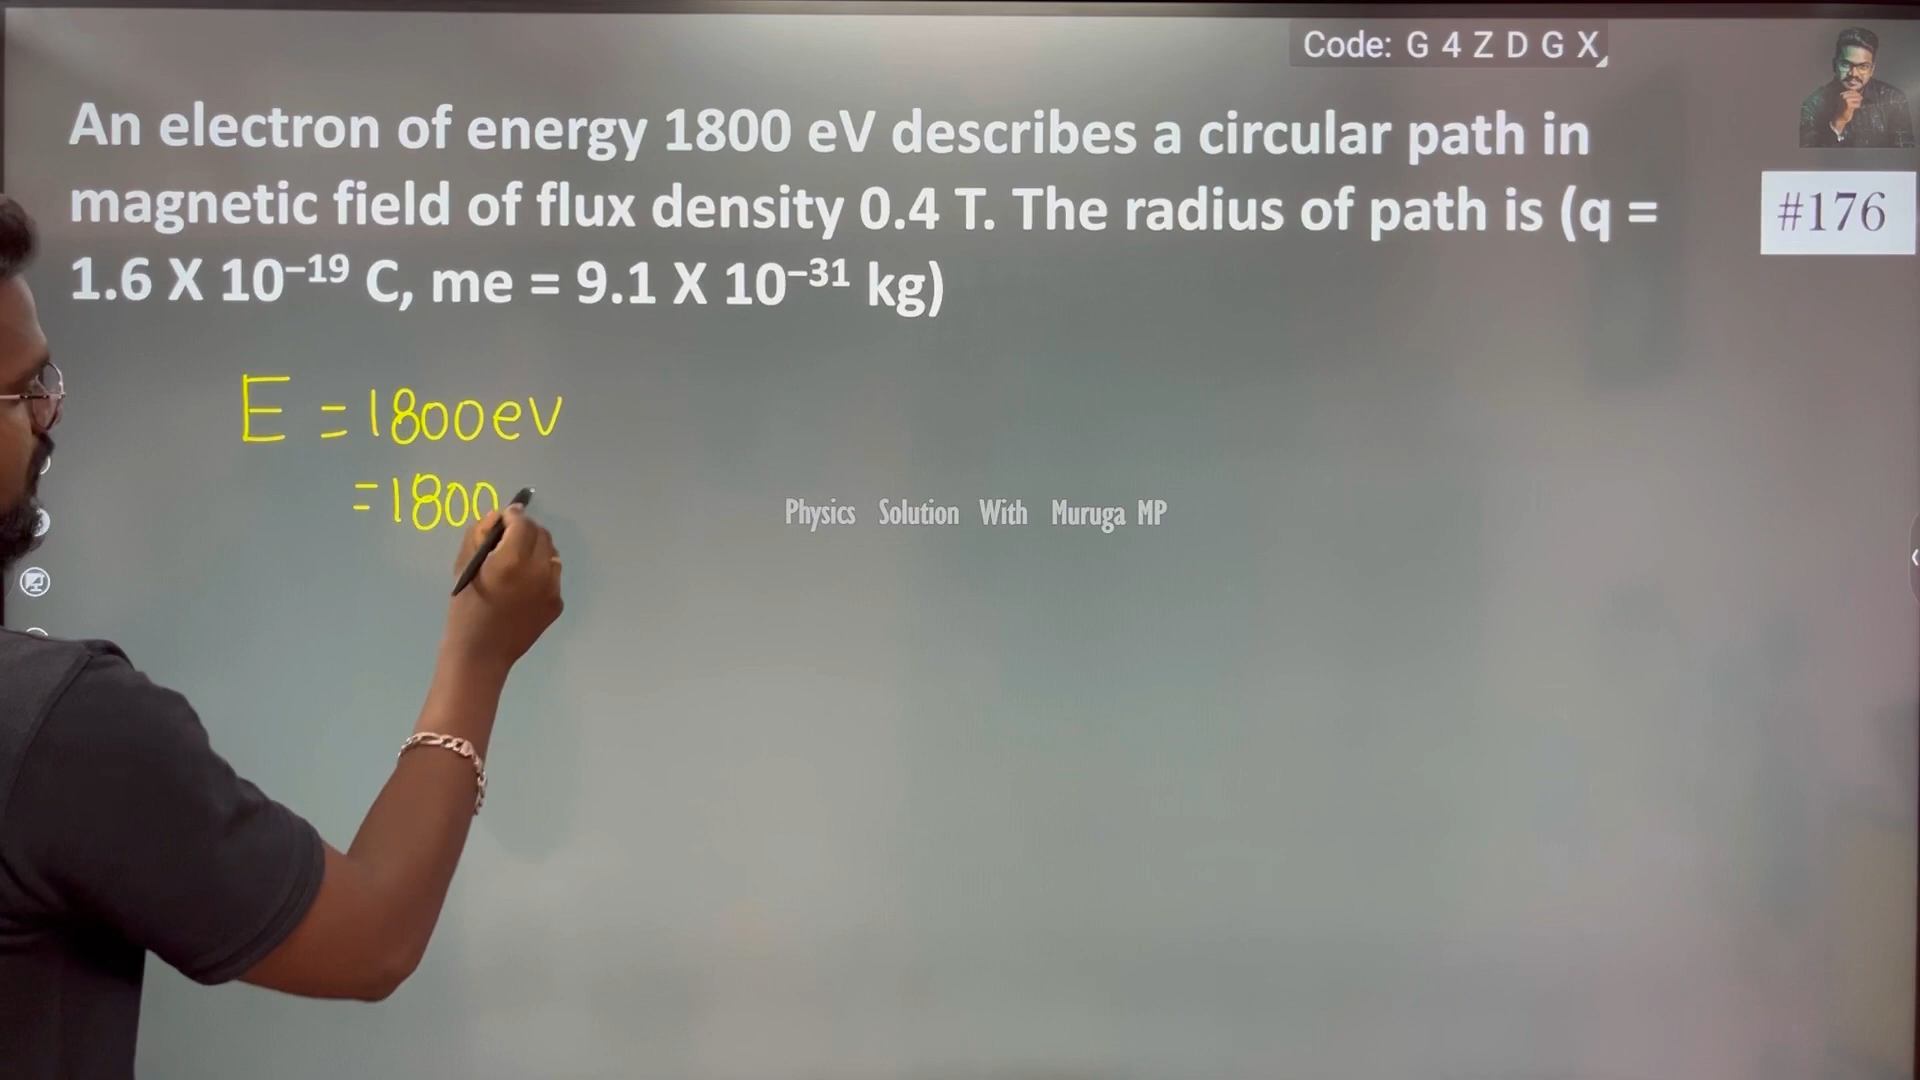 Code: G 4 Z D G X
An electron of energy 1800 eV describes a circular path in
magnetic field of flux density 0.4 T. The radius of path is (q =
1.6 X 10⁻¹⁹ C, me = 9.1 X 10⁻³¹ kg)
#176
E = 1800eV
= 1800
Physics Solution With Muruga MP